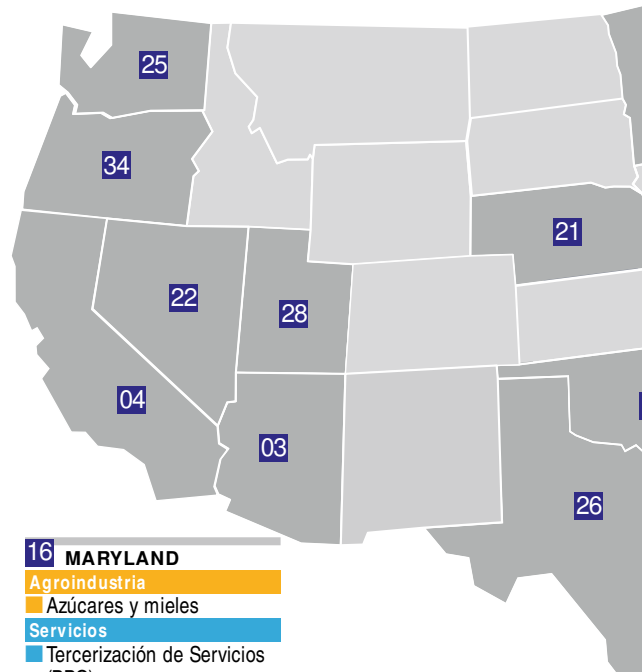 25
34
21
22
28
04
03
26
16 MARYLAND
Agroindustria
Azúcares y mieles
Servicios
Tercerización de Servicios